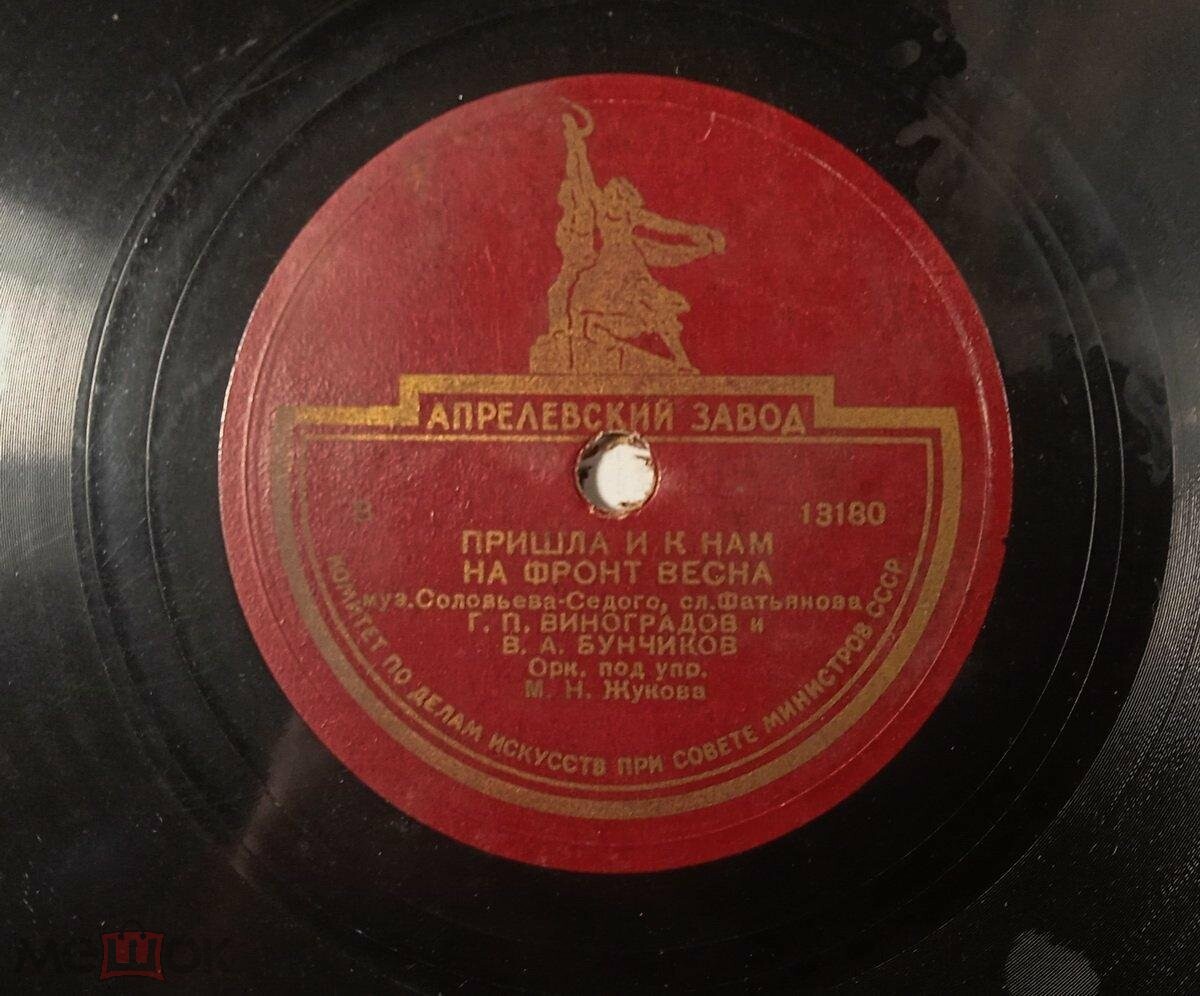 АПРЕЛЕВСКИЙ ЗАВОД
В 13180
ПРИШЛА И К НАМ
НА ФРОНТ ВЕСНА
муз.Соловьева-Седого, сл.Фатьянова
Г. П. ВИНОГРАДОВ и
В. А. БУНЧИКОВ
Орк. под упр.
М. Н. Жукова
КОМИТЕТ ПО ДЕЛАМ ИСКУССТВ ПРИ СОВЕТЕ МИНИСТРОВ СССР
МЕШОК